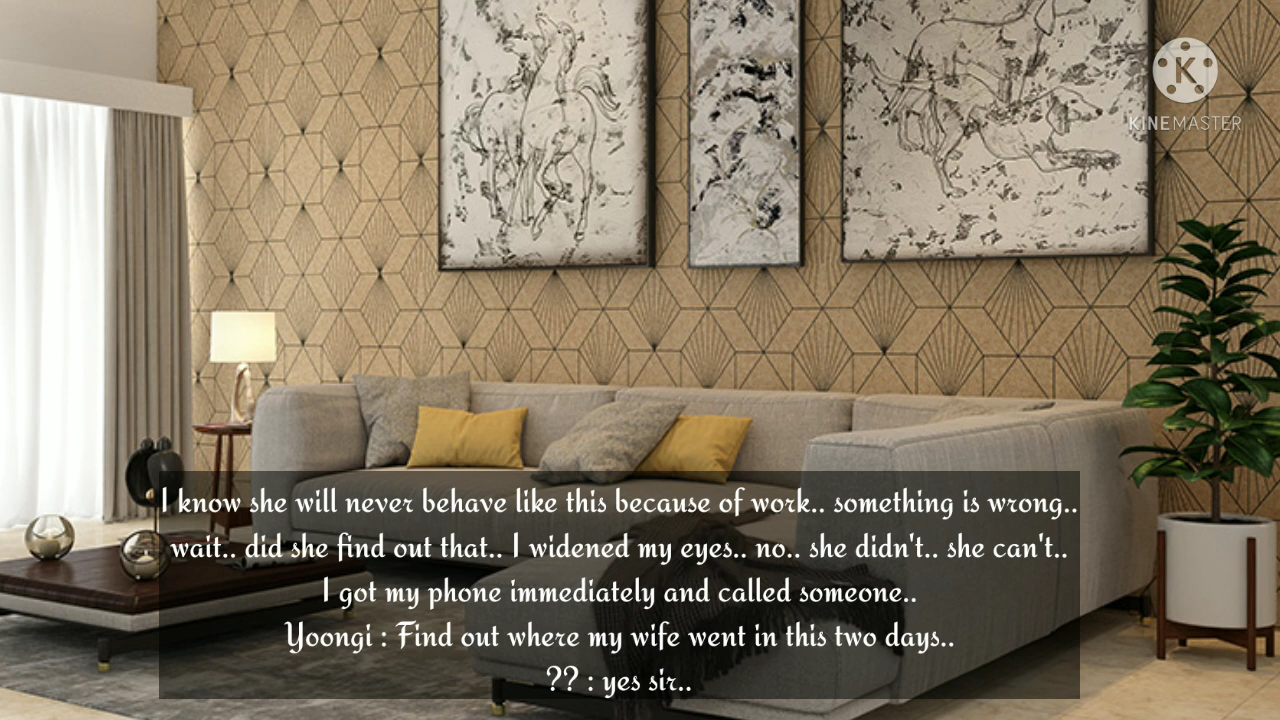 KINEMASTER
I know she will never behave like this because of work.. something is wrong..
wait.. did she find out that.. I widened my eyes.. no.. she didn't.. she can't..
I got my phone immediately and called someone..
Yoongi : Find out where my wife went in this two days..
?? : yes sir..